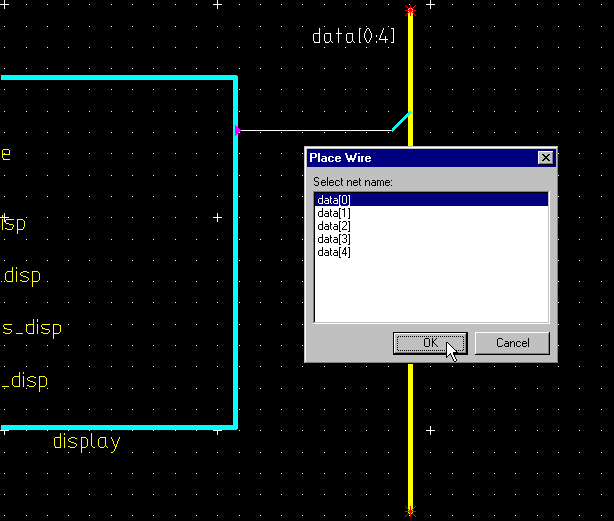 data[0:4]
Place Wire
Select net name:
data[0]
data[1]
data[2]
data[3]
data[4]
OK
Cancel
e
isp
_disp
s_disp
_disp
display